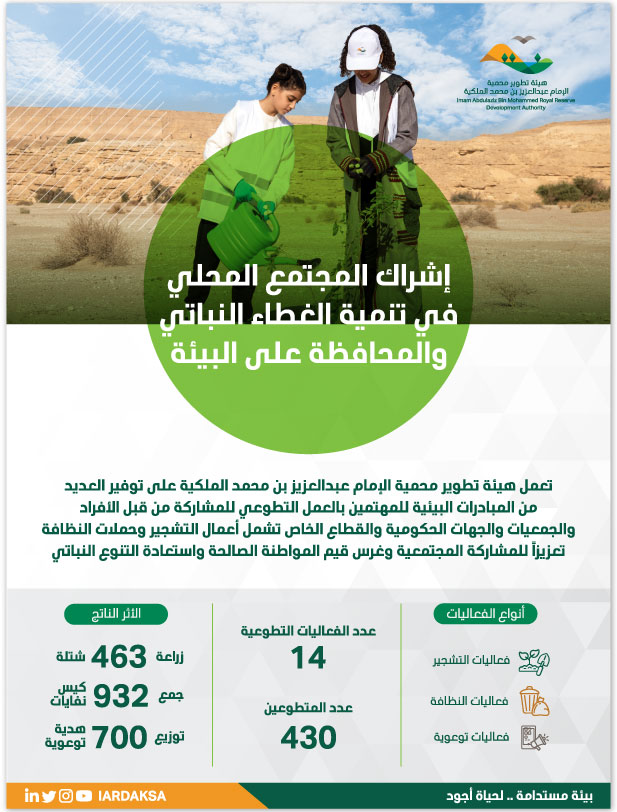 هيئة تطوير محمية
الإمام عبدالعزيز بن محمد الملكية
Imam Abdulaziz Bin Mohammed Royal Reserve
Development Authority
إشراك المجتمع المحلي
في تنمية الغطاء النباتي
والمحافظة على البيئة
تعمل هيئة تطوير محمية الإمام عبدالعزيز بن محمد الملكية على توفير العديد
من المبادرات البيئية للمهتمين بالعمل التطوعي للمشاركة من قبل الأفراد
والجمعيات والجهات الحكومية والقطاع الخاص تشمل أعمال التشجير وحملات النظافة
تعزيزاً للمشاركة المجتمعية وغرس قيم المواطنة الصالحة واستعادة التنوع النباتي
أنواع الفعاليات
فعاليات التشجير
فعاليات النظافة
فعاليات توعوية
عدد الفعاليات التطوعية
14
عدد المتطوعين
430
الأثر الناتج
زراعة 463 شتلة
جمع 932 كيس نفايات
توزيع 700 هدية توعوية
بيئة مستدامة .. لحياة أجود
IARDAKSA